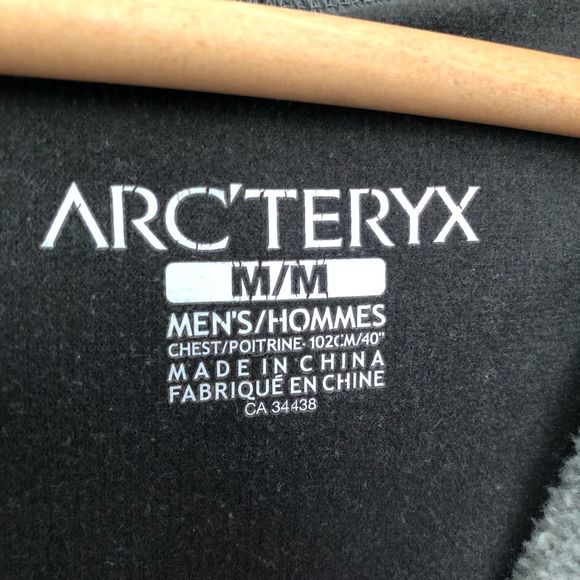 ARC'TERYX
M/M
MEN'S/HOMMES
CHEST/POITRINE- 102CM/40"
MADE IN CHINA
FABRIQUÉ EN CHINE
CA 34438